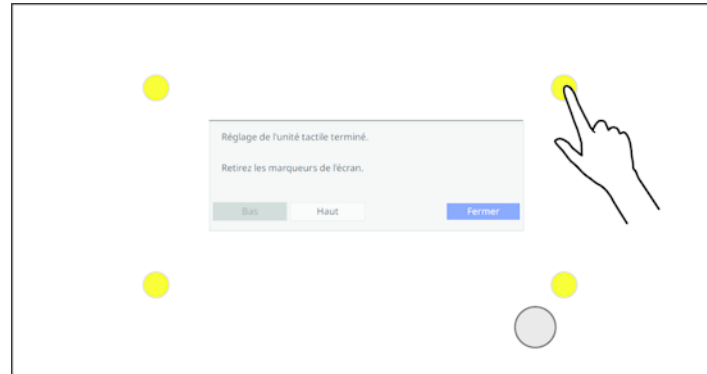 Réglage de l'unité tactile terminé.
Retirez les marqueurs de l'écran.
Bas Haut Fermer